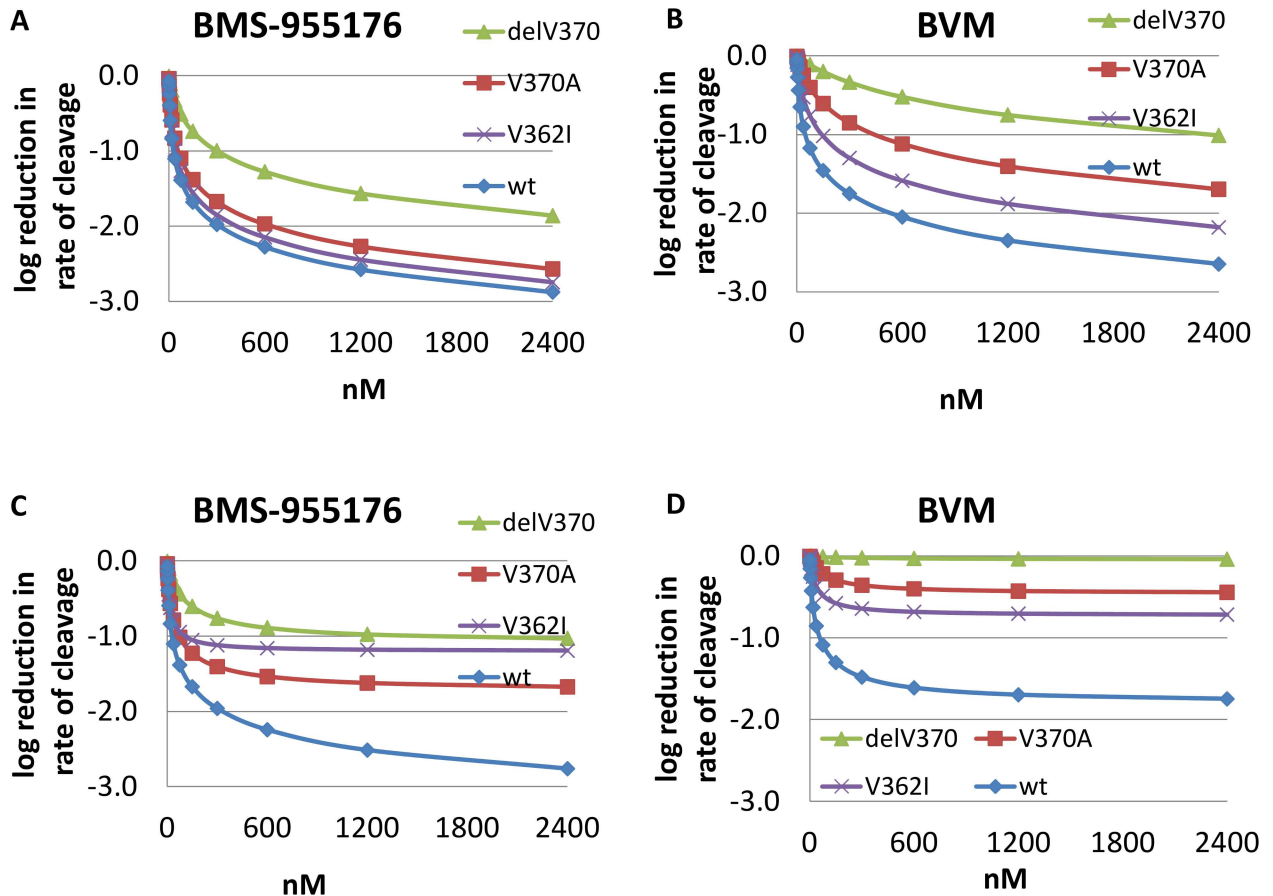 A
BMS-955176
delV370
V370A
V362I
wt
log reduction in
rate of cleavage
0.0
-1.0
-2.0
-3.0
0 600 1200 1800 2400
nM
B
BVM
delV370
V370A
V362I
wt
log reduction in
rate of cleavage
0.0
-1.0
-2.0
-3.0
0 600 1200 1800 2400
nM
C
BMS-955176
delV370
V370A
V362I
wt
log reduction in
rate of cleavage
0.0
-1.0
-2.0
-3.0
0 600 1200 1800 2400
nM
D
BVM
log reduction in
rate of cleavage
0.0
-1.0
-2.0
-3.0
delV370 V370A
V362I wt
0 600 1200 1800 2400
nM